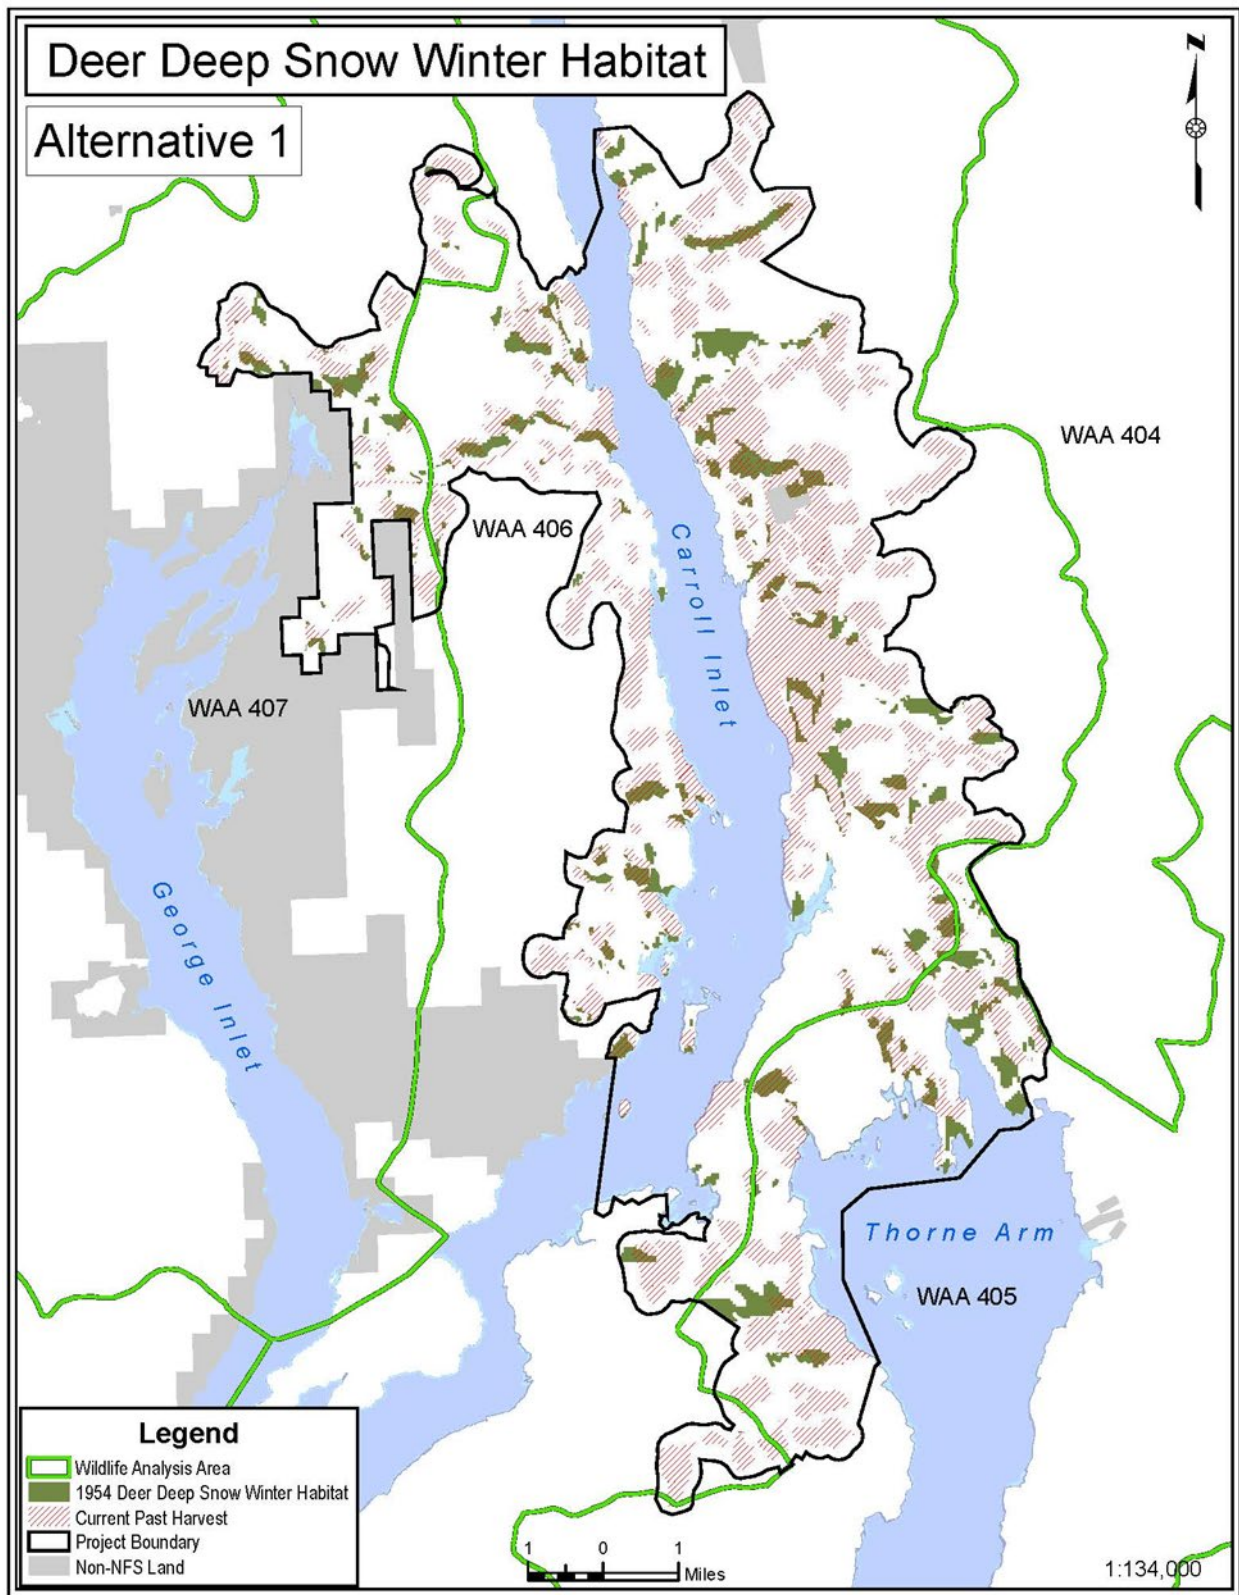 Deer Deep Snow Winter Habitat
Alternative 1
N
WAA 404
WAA 406
Carroll Inlet
WAA 407
George Inlet
Thorne Arm
WAA 405
Legend
Wildlife Analysis Area
1954 Deer Deep Snow Winter Habitat
Current Past Harvest
Project Boundary
Non-NFS Land
1 0 1
Miles
1:134,000